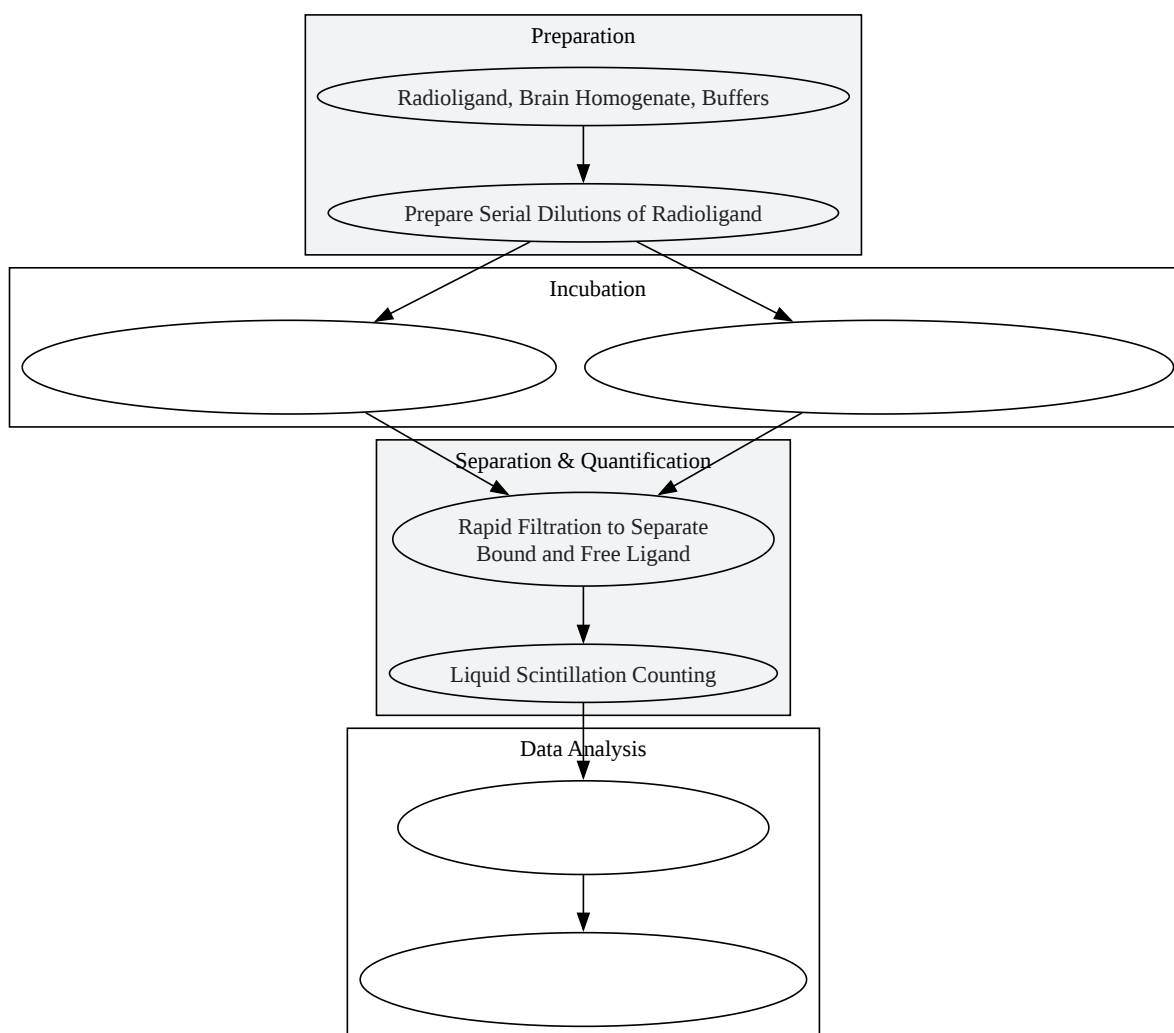 Preparation
Radioligand, Brain Homogenate, Buffers
Prepare Serial Dilutions of Radioligand
Incubation
Separation & Quantification
Rapid Filtration to Separate
Bound and Free Ligand
Liquid Scintillation Counting
Data Analysis